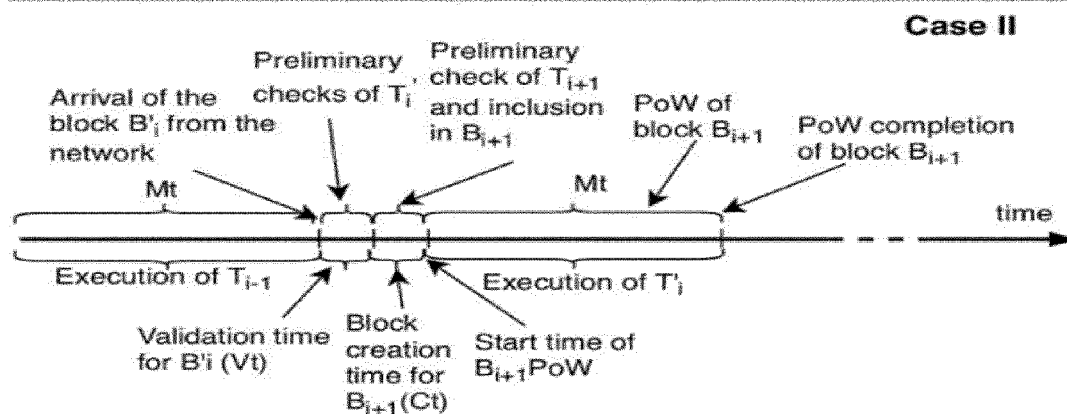 Case II
Arrival of the
block B'i from the
network
Preliminary
checks of Ti'
Preliminary
check of Ti+1
and inclusion
in Bi+1
PoW of
block Bi+1
PoW completion
of block Bi+1
Mt
Mt
time
Execution of Ti-1
Execution of T'i
Validation time
for B'i (Vt)
Block
creation
time for
Bi+1(Ct)
Start time of
Bi+1PoW